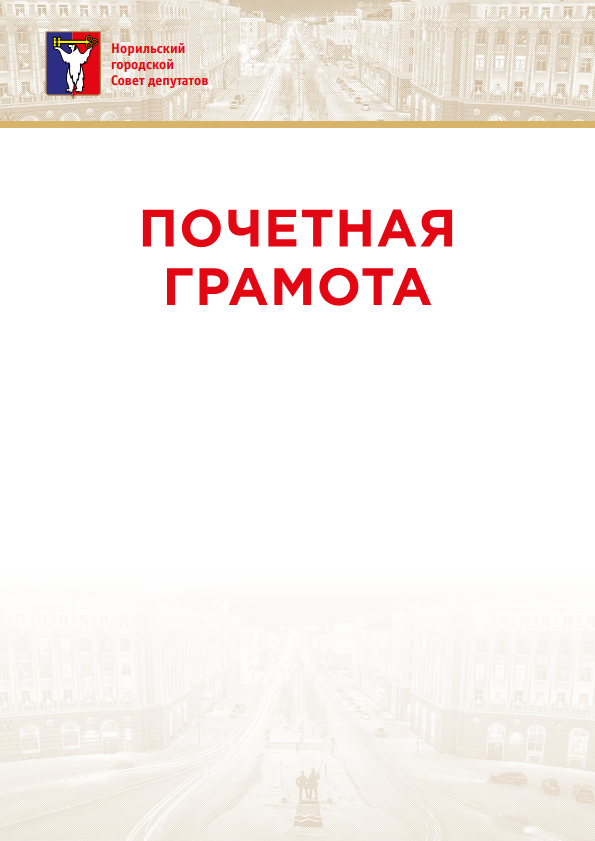 Норильский
городской
Совет депутатов
ПОЧЕТНАЯ
ГРАМОТА